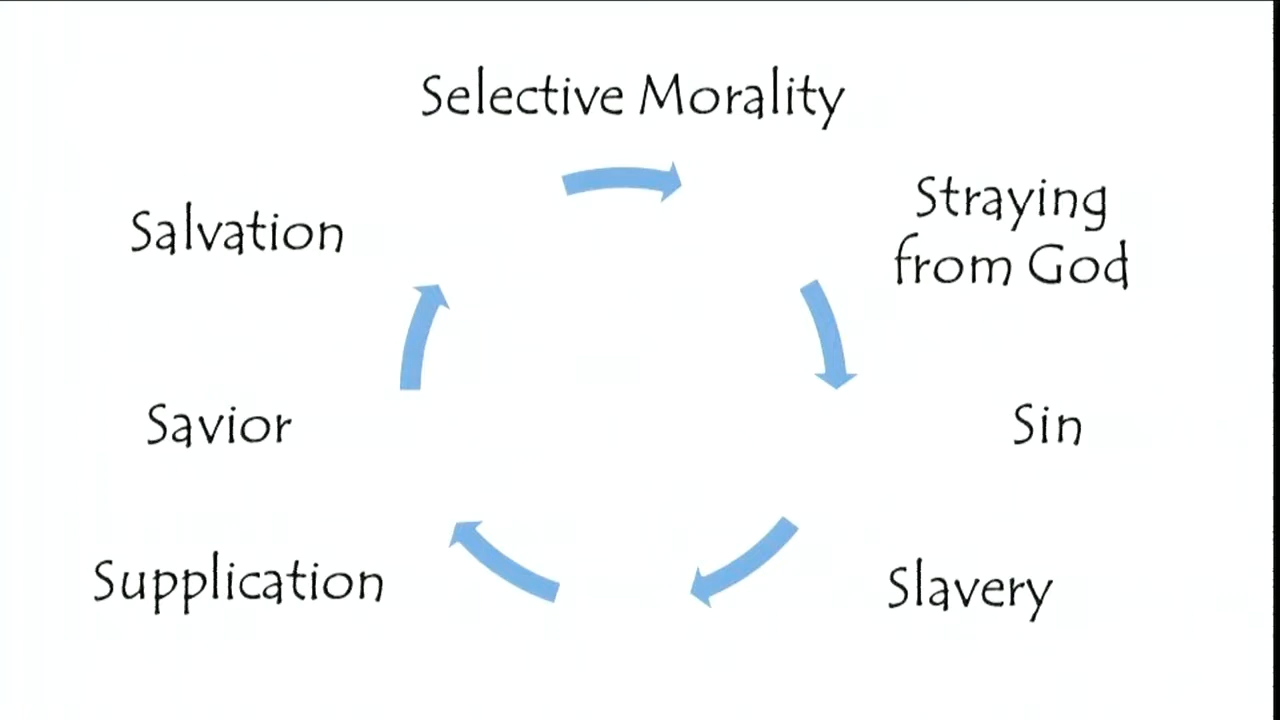 Selective Morality
Straying
from God
Sin
Slavery
Supplication
Savior
Salvation